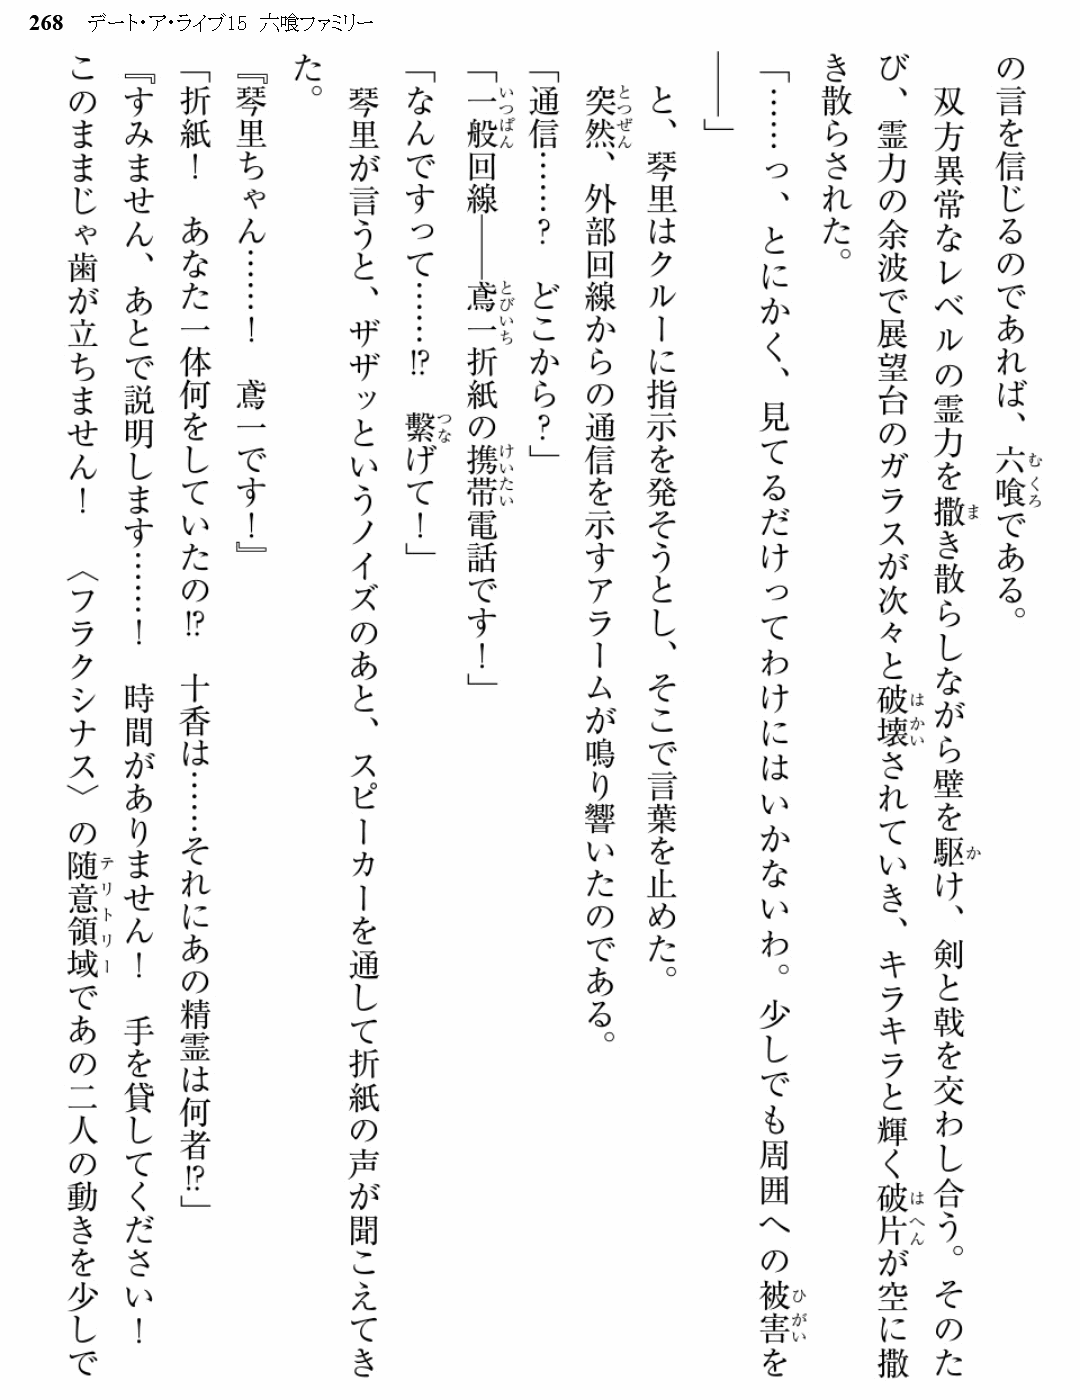 268 デート・ア・ライブ15 六喰ファミリー
の言を信じるのであれば、六喰である。
双方異常なレベルの霊力を撒き散らしながら壁を駆け、剣と戟を交わし合う。そのた
び、霊力の余波で展望台のガラスが次々と破壊されていき、キラキラと輝く破片が空に撒
き散らされた。
「……っ、とにかく、見てるだけってわけにはいかないわ。少しでも周囲への被害を
――」
と、琴里はクルーに指示を発そうとし、そこで言葉を止めた。
突然、外部回線からの通信を示すアラームが鳴り響いたのである。
「通信……？　どこから？」
「一般回線――鳶一折紙の携帯電話です！」
「なんですって……!?　繫げて！」
琴里が言うと、ザザッというノイズのあと、スピーカーを通して折紙の声が聞こえてき
た。
『琴里ちゃん……！　鳶一です！』
「折紙！　あなた一体何をしていたの!?　十香は……それにあの精霊は何者!?」
『すみません、あとで説明します……！　時間がありません！　手を貸してください！
このままじゃ歯が立ちません！　〈フラクシナス〉の随意領域であの二人の動きを少しで